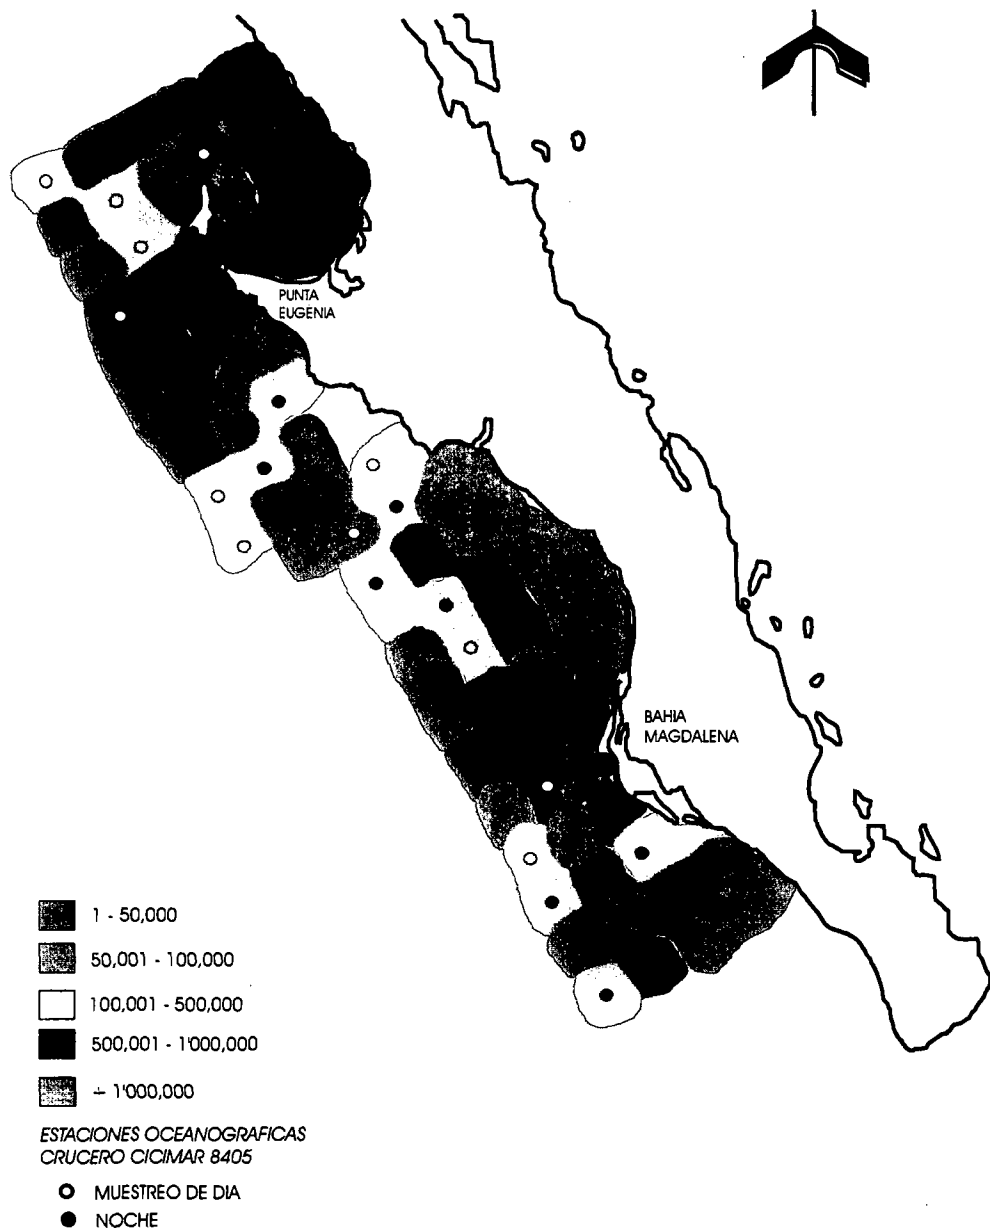 PUNTA
EUGENIA
BAHIA
MAGDALENA
1 - 50,000
50,001 - 100,000
100,001 - 500,000
500,001 - 1'000,000
+ 1'000,000
ESTACIONES OCEANOGRAFICAS
CRUCERO CICIMAR 8405
MUESTREO DE DIA
NOCHE